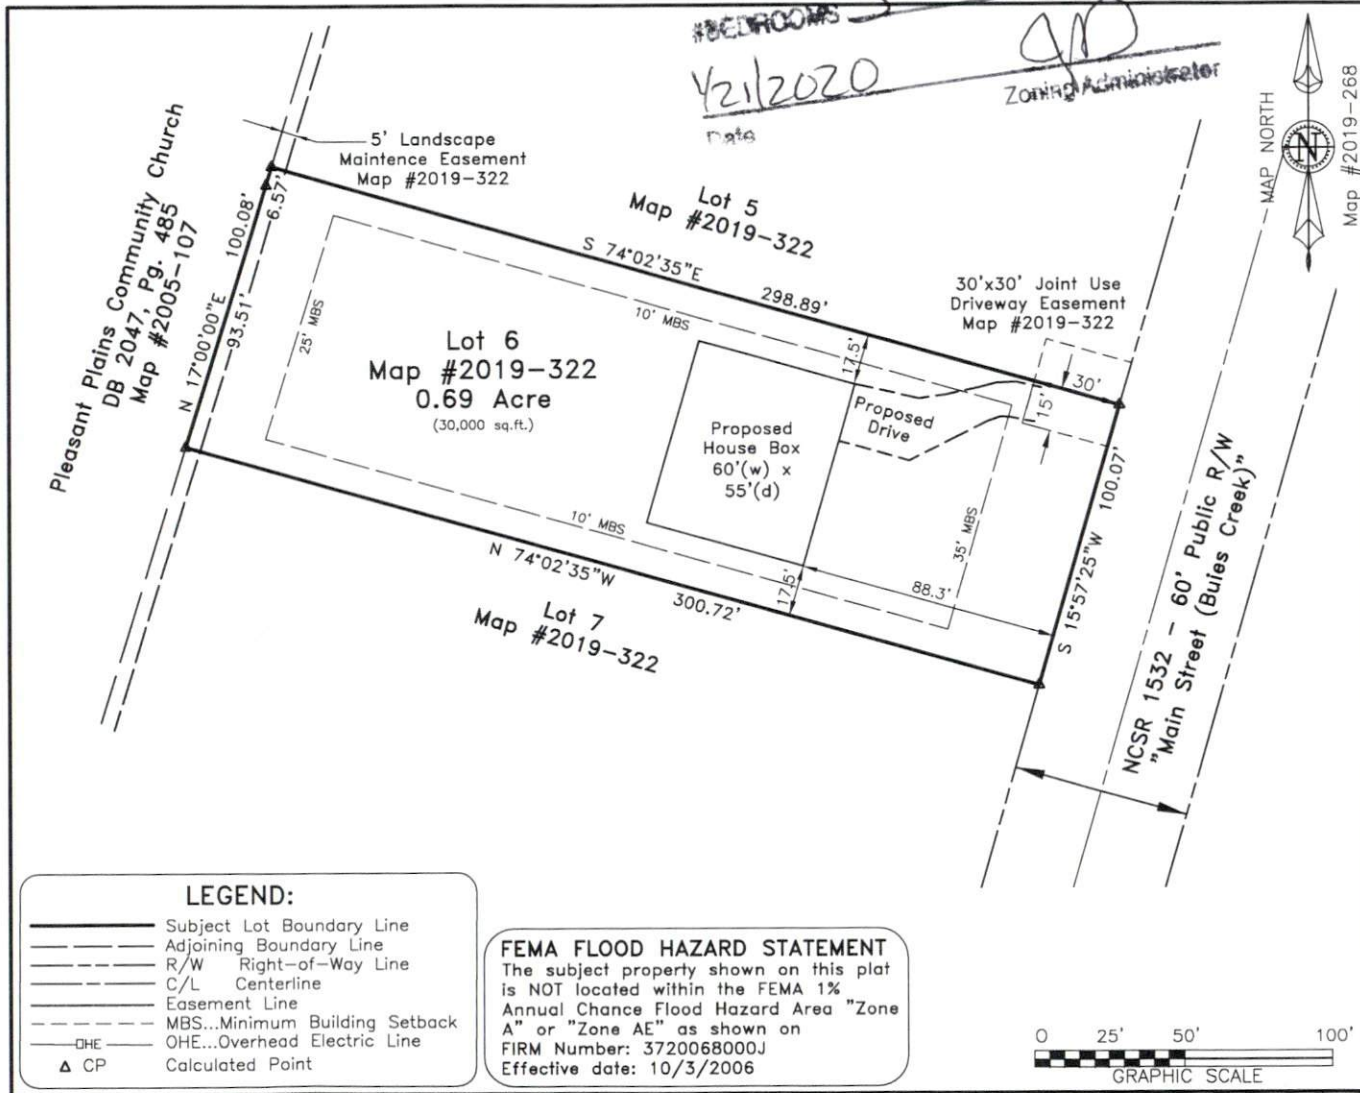 #BEDROOMS
1/21/2020
Date
Zoning Administrator
MAP NORTH
N
Map #2019-268
5' Landscape
Maintence Easement
Map #2019-322
Pleasant Plains Community Church
DB 2047, Pg. 485
Map #2005-107
N 17°00'00"E 100.08'
93.51'
6.57'
Lot 5
Map #2019-322
S 74°02'35"E 298.89'
10' MBS
25' MBS
Lot 6
Map #2019-322
0.69 Acre
(30,000 sq.ft.)
30'x30' Joint Use
Driveway Easement
Map #2019-322
17.5'
30'
15'
Proposed
Drive
Proposed
House Box
60'(w) x
55'(d)
35' MBS
10' MBS
88.3'
17.5'
N 74°02'35"W 300.72'
Lot 7
Map #2019-322
S 15°57'25"W 100.07'
NCSR 1532 - 60' Public R/W
"Main Street (Buies Creek)"
LEGEND:
Subject Lot Boundary Line
Adjoining Boundary Line
R/W Right-of-Way Line
C/L Centerline
Easement Line
MBS...Minimum Building Setback
OHE OHE...Overhead Electric Line
CP Calculated Point
FEMA FLOOD HAZARD STATEMENT
The subject property shown on this plat
is NOT located within the FEMA 1%
Annual Chance Flood Hazard Area "Zone
A" or "Zone AE" as shown on
FIRM Number: 3720068000J
Effective date: 10/3/2006
0 25' 50' 100'
GRAPHIC SCALE